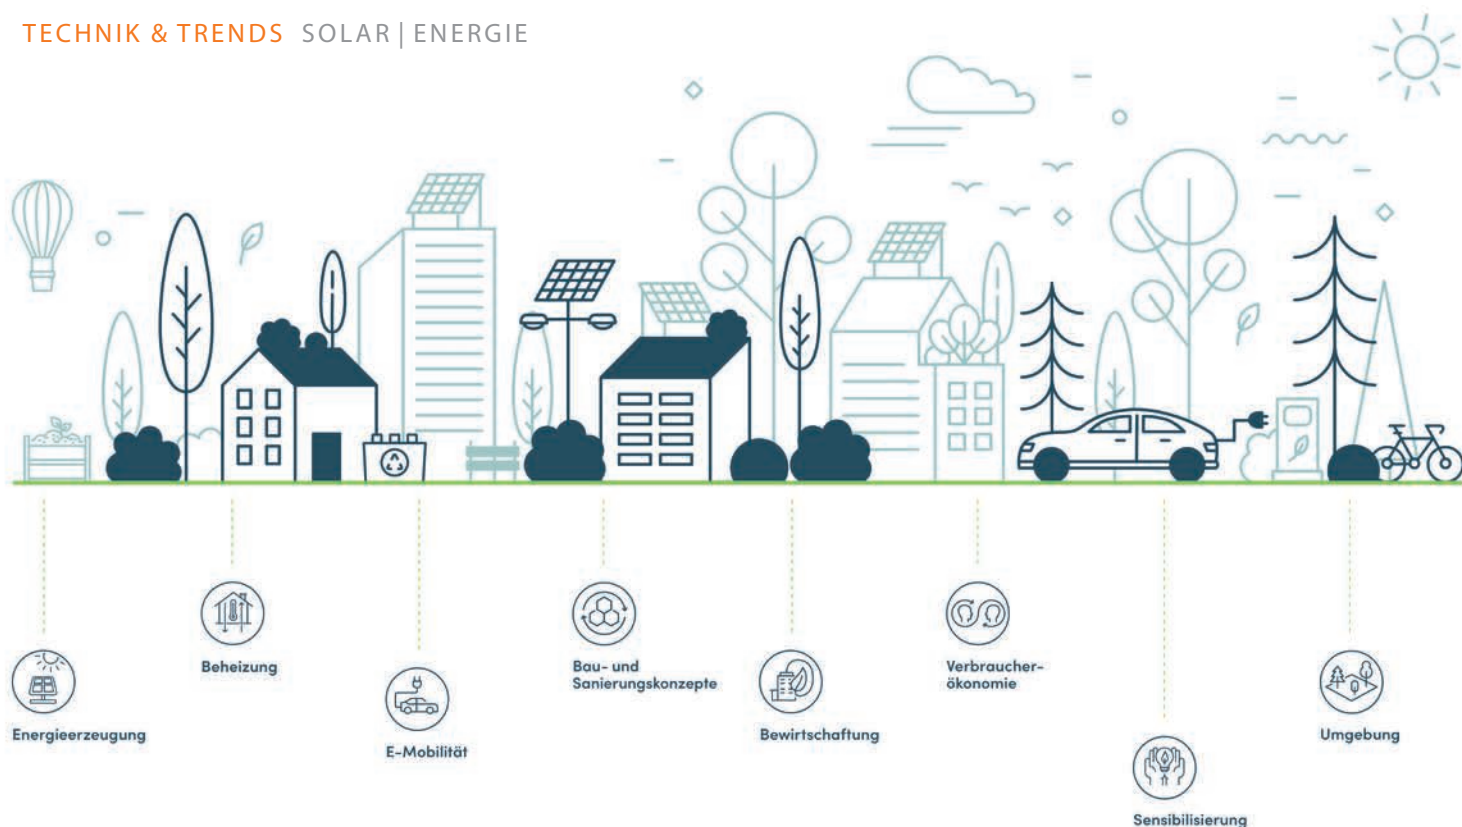 TECHNIK & TRENDS SOLAR | ENERGIE
Energieerzeugung
Beheizung
E-Mobilität
Bau- und
Sanierungskonzepte
Bewirtschaftung
Verbraucher-
ökonomie
Sensibilisierung
Umgebung